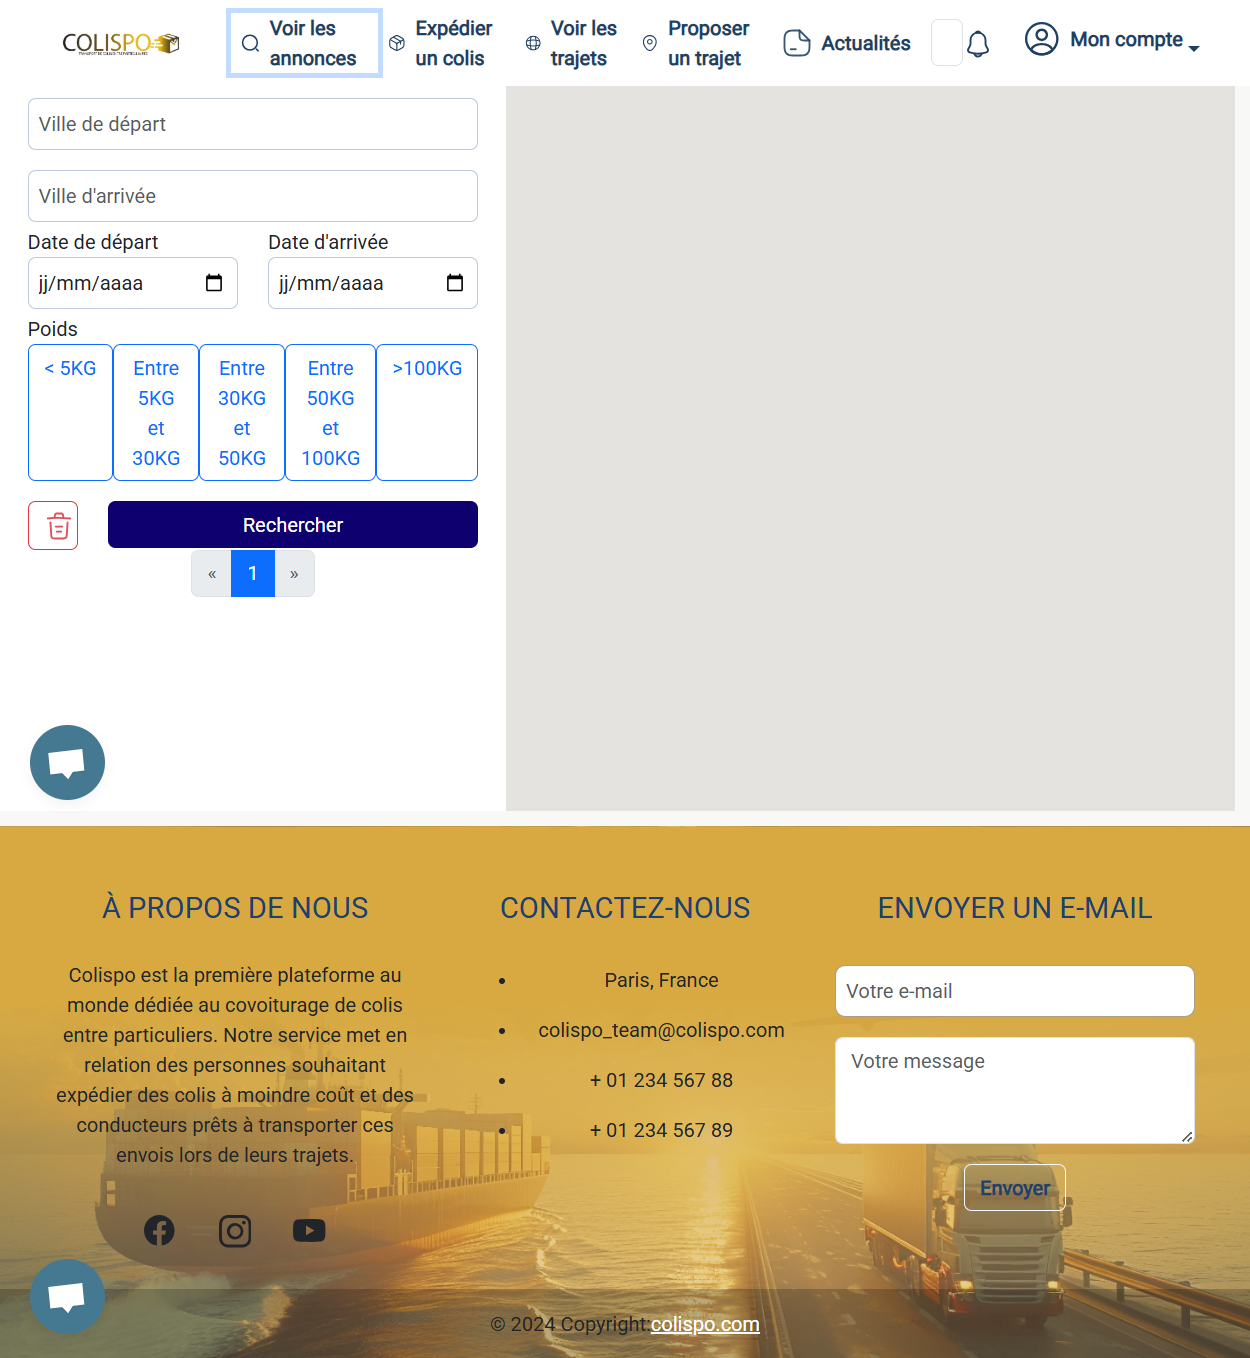 COLISPO
Voir les
annonces
Expédier
un colis
Voir les
trajets
Proposer
un trajet
Actualités
Mon compte
Ville de départ
Ville d'arrivée
Date de départ
Date d'arrivée
jj/mm/aaaa
jj/mm/aaaa
Poids
< 5KG
Entre
5KG
et
30KG
Entre
30KG
et
50KG
Entre
50KG
et
100KG
>100KG
Rechercher
« 1 »
À PROPOS DE NOUS
Colispo est la première plateforme au
monde dédiée au covoiturage de colis
entre particuliers. Notre service met en
relation des personnes souhaitant
expédier des colis à moindre coût et des
conducteurs prêts à transporter ces
envois lors de leurs trajets.
CONTACTEZ-NOUS
Paris, France
colispo_team@colispo.com
+ 01 234 567 88
+ 01 234 567 89
ENVOYER UN E-MAIL
Votre e-mail
Votre message
Envoyer
© 2024 Copyright:colispo.com